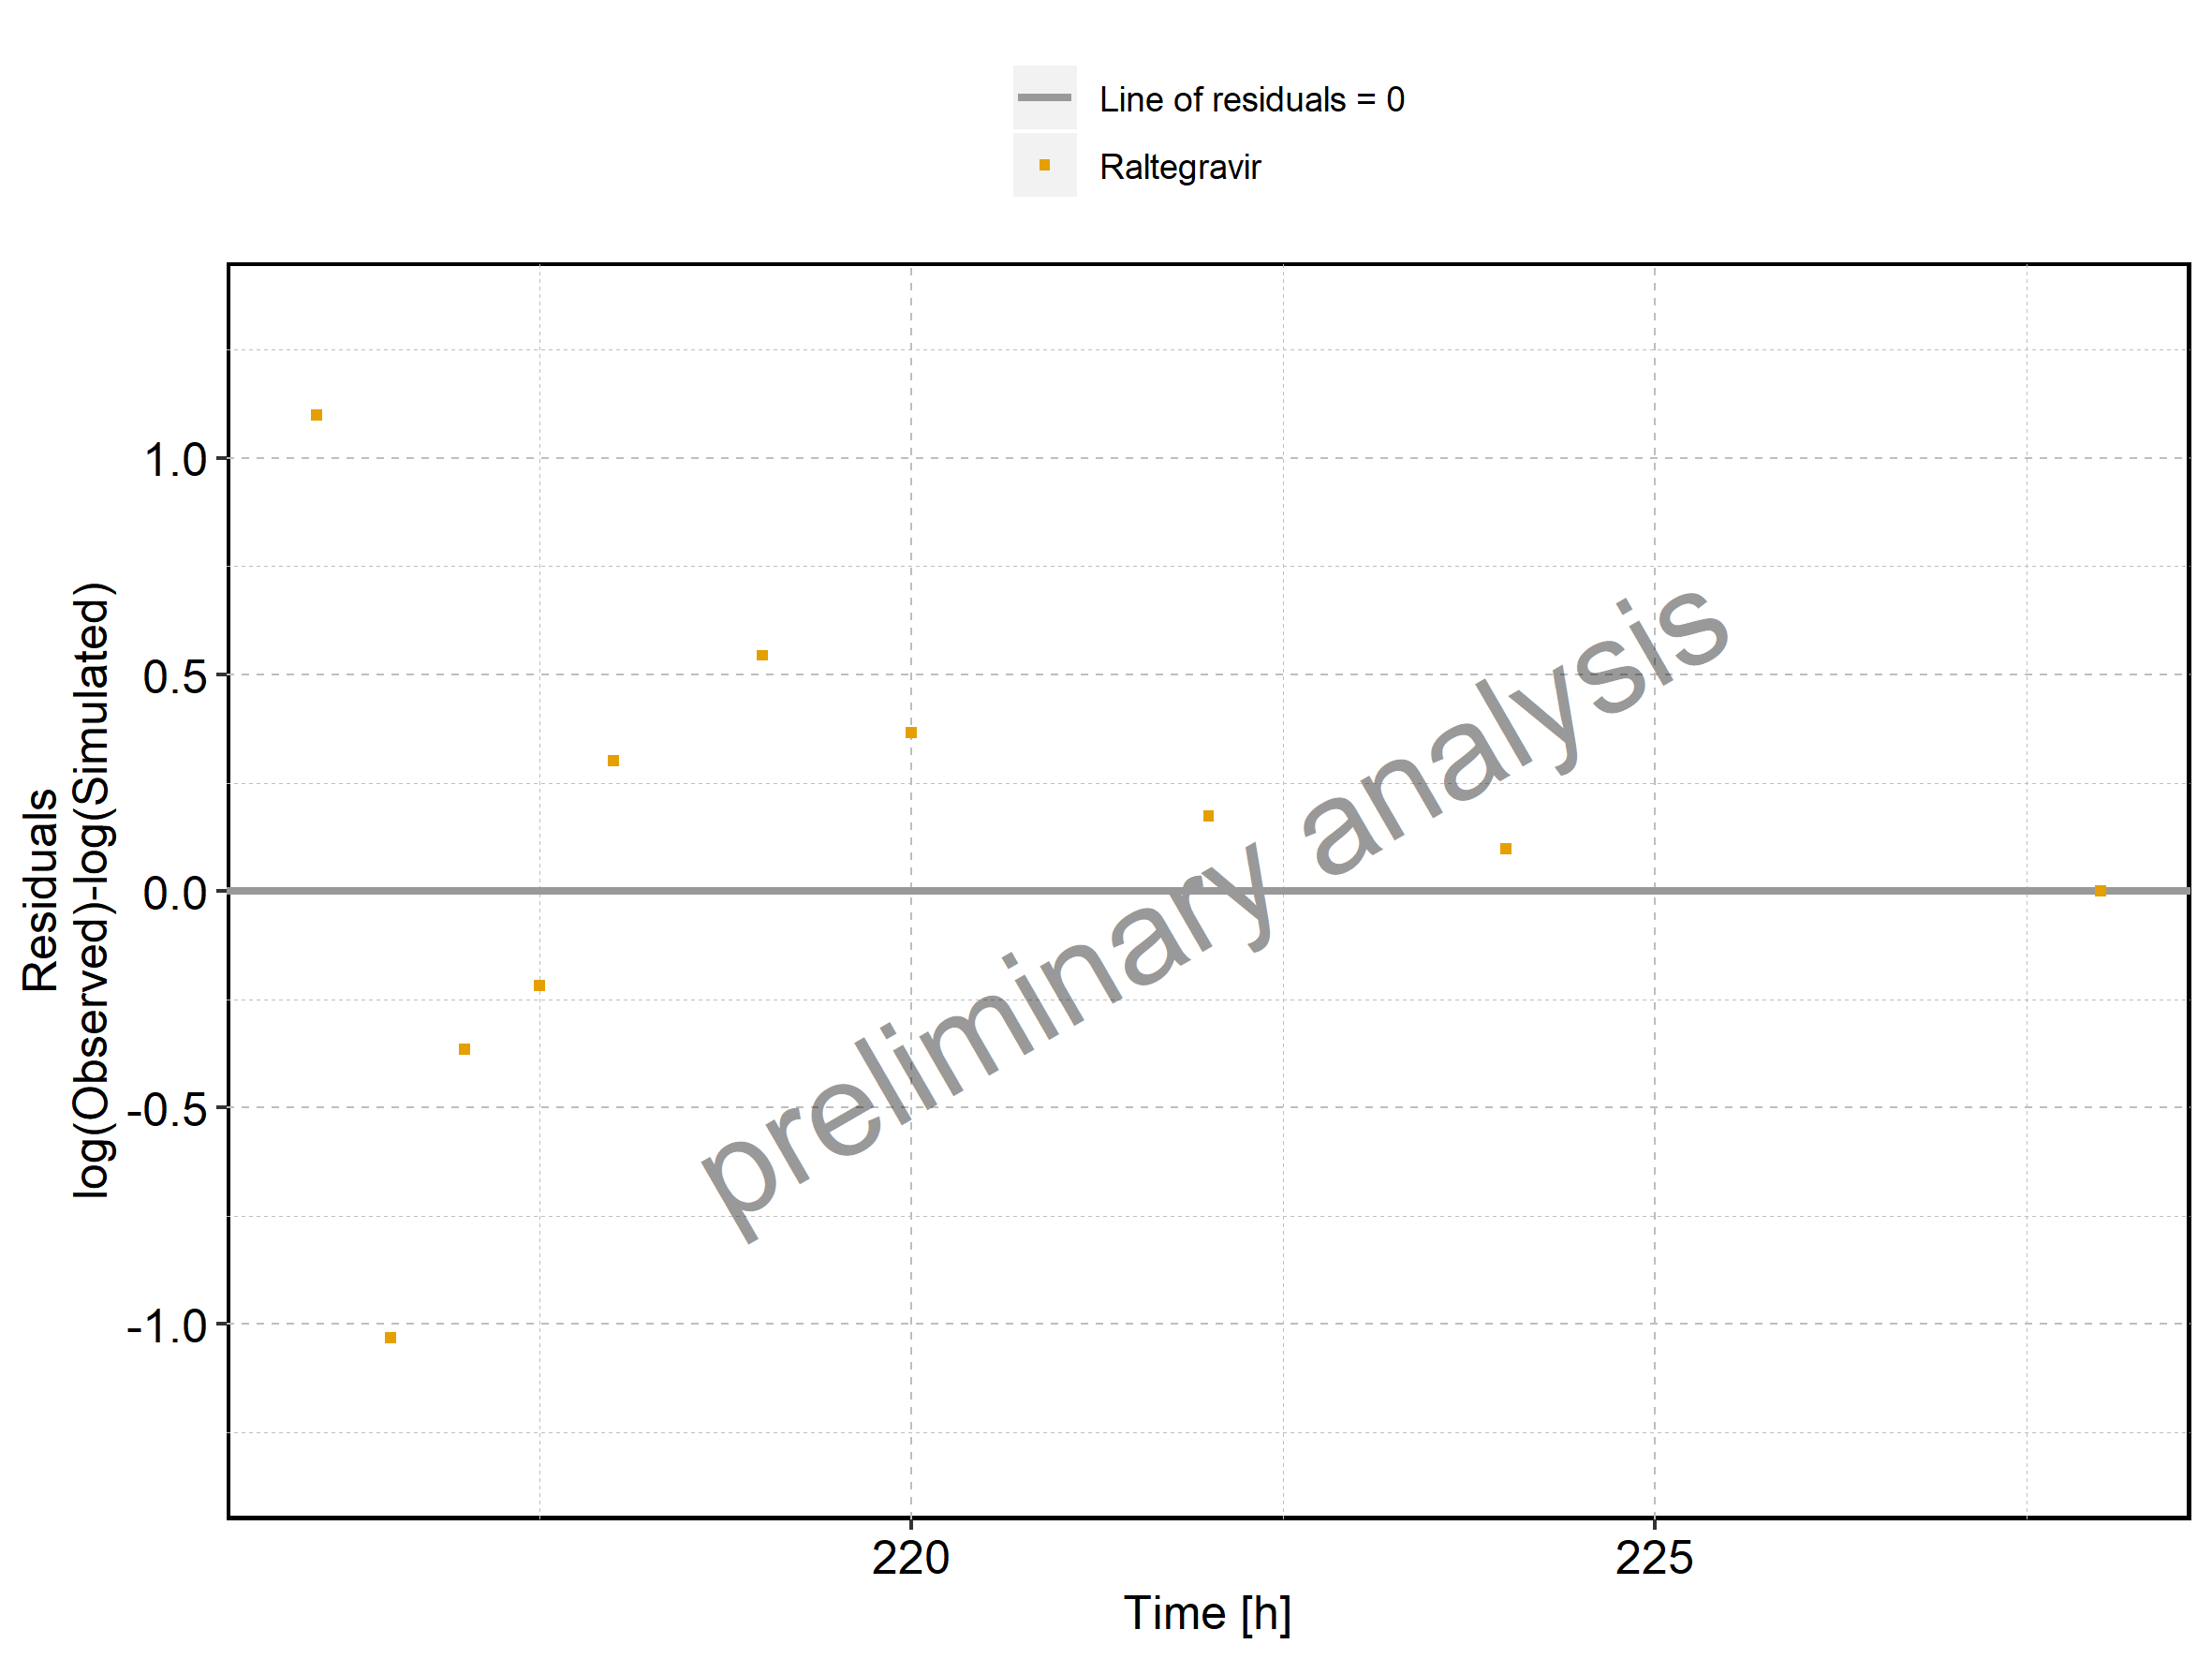 Line of residuals = 0
Raltegravir
Residuals
log(Observed)-log(Simulated)
1.0
0.5
0.0
-0.5
-1.0
preliminary analysis
220
225
Time [h]